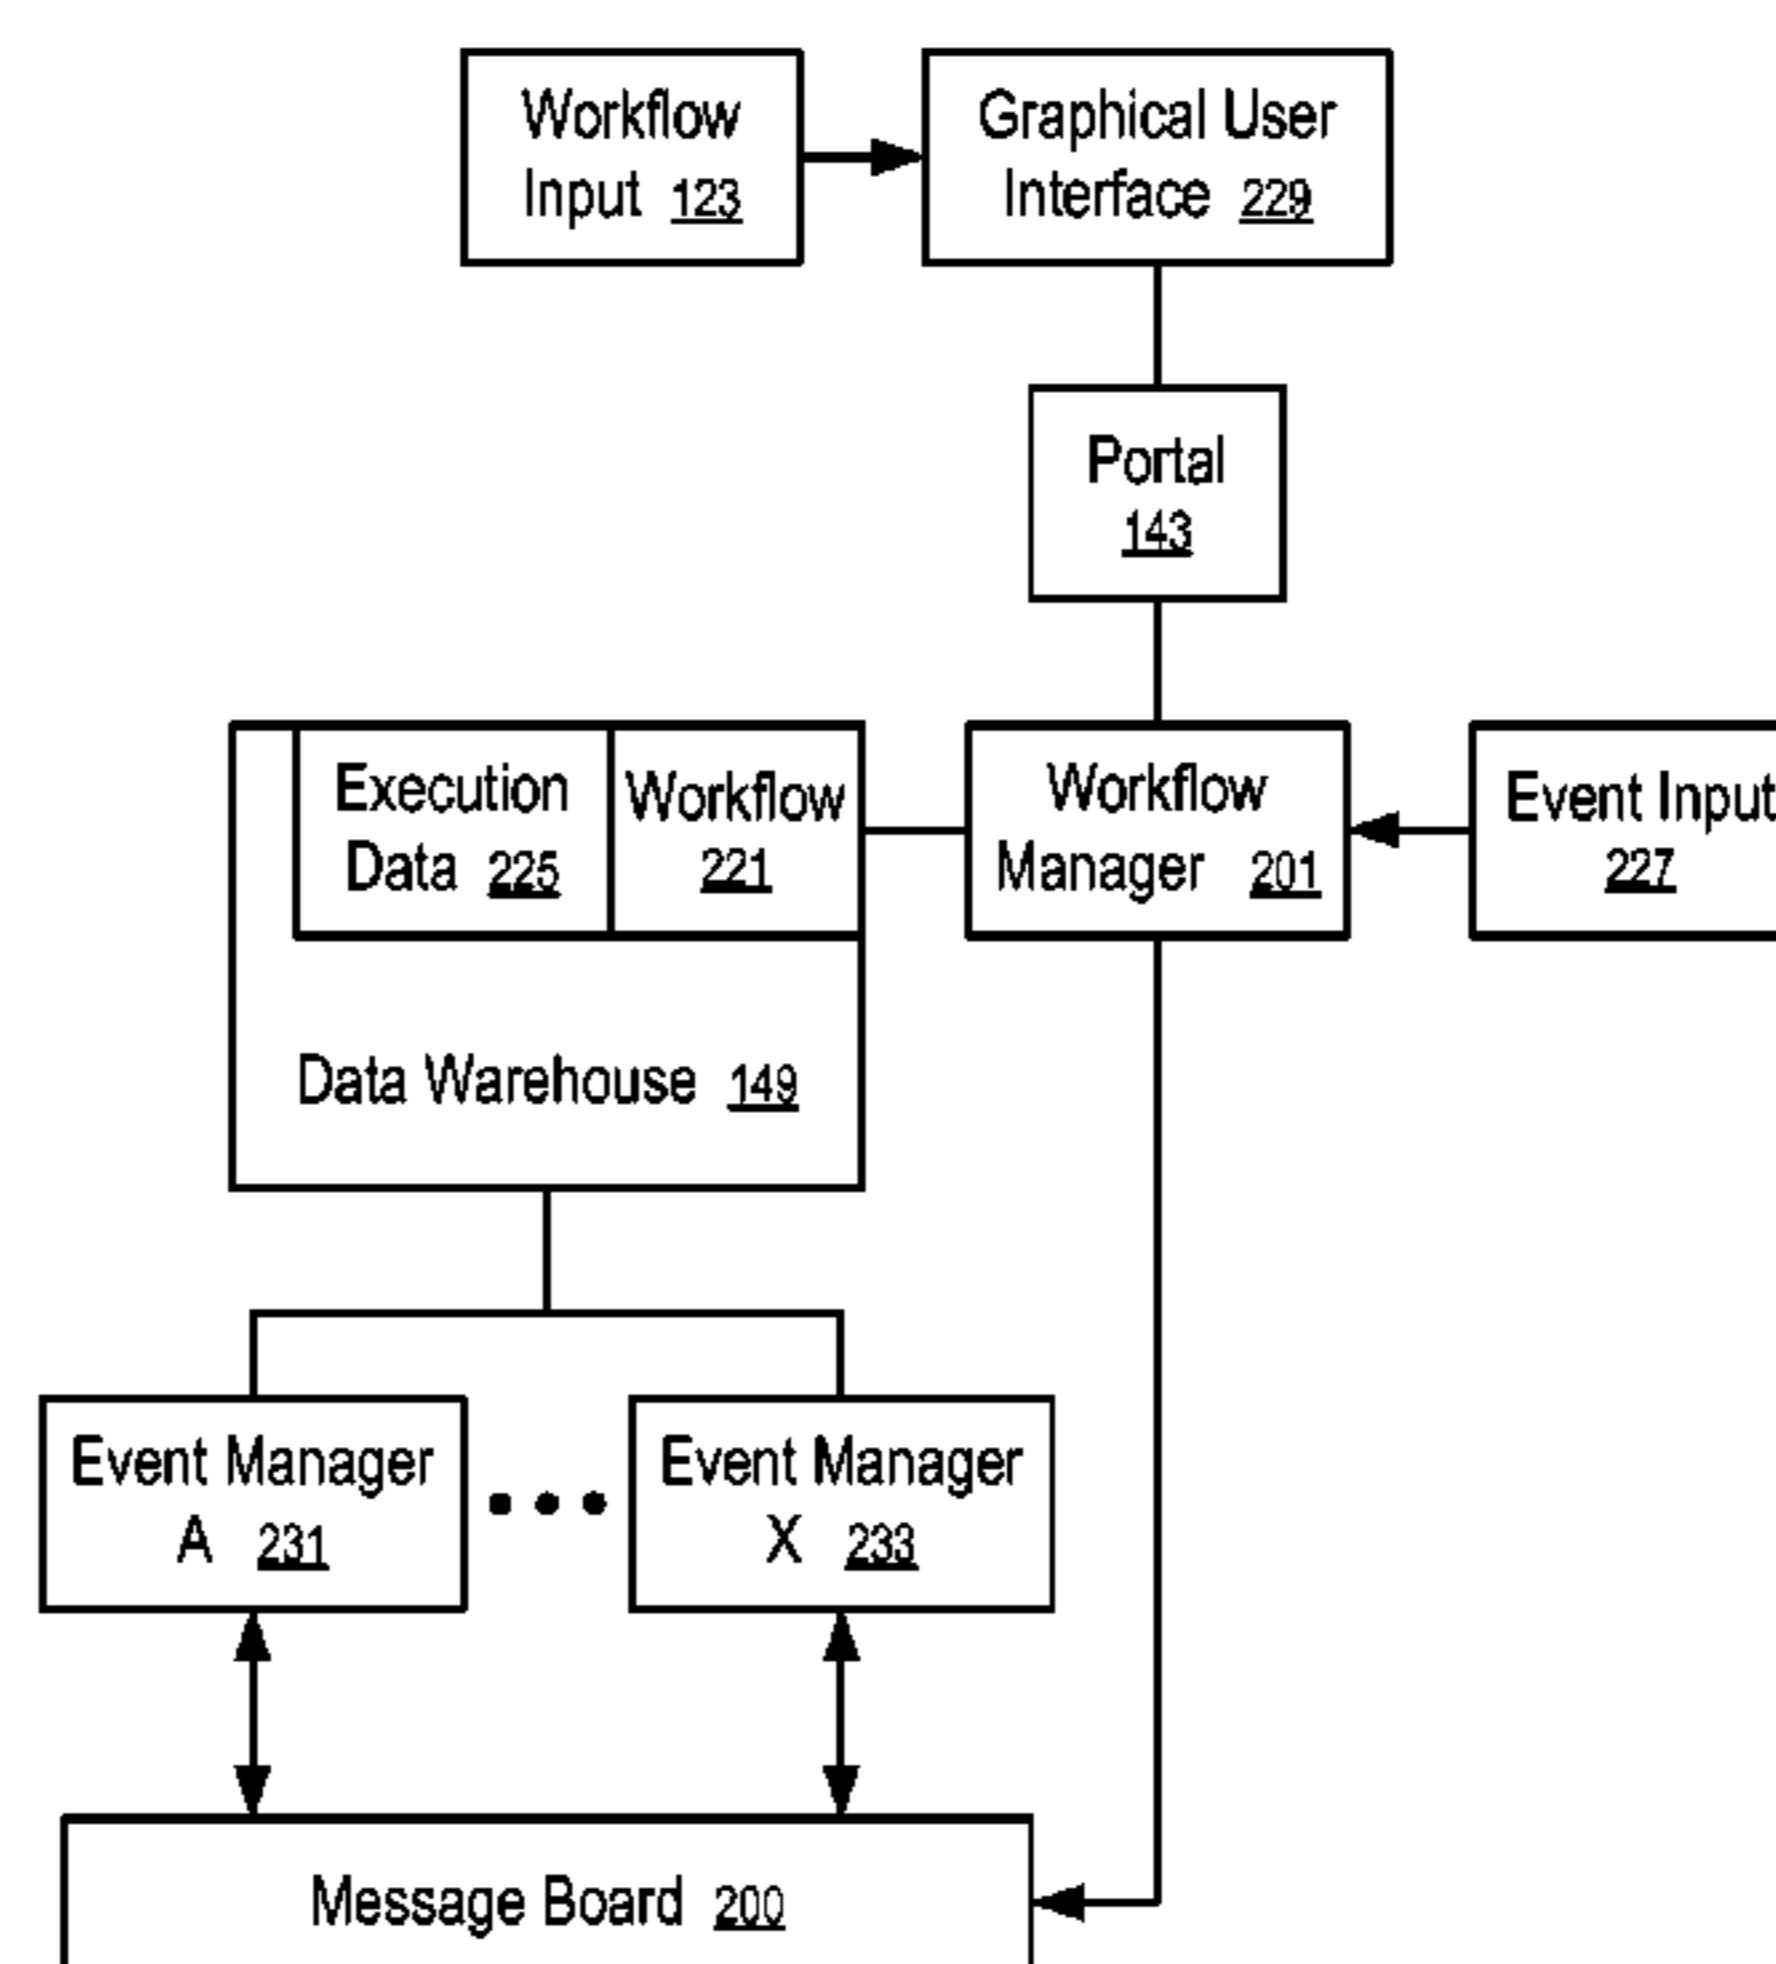 Workflow
Input 123
Graphical User
Interface 229
Portal
143
Execution
Data 225
Workflow
221
Workflow
Manager 201
Event Input
227
Data Warehouse 149
Event Manager
A 231
Event Manager
X 233
Message Board 200